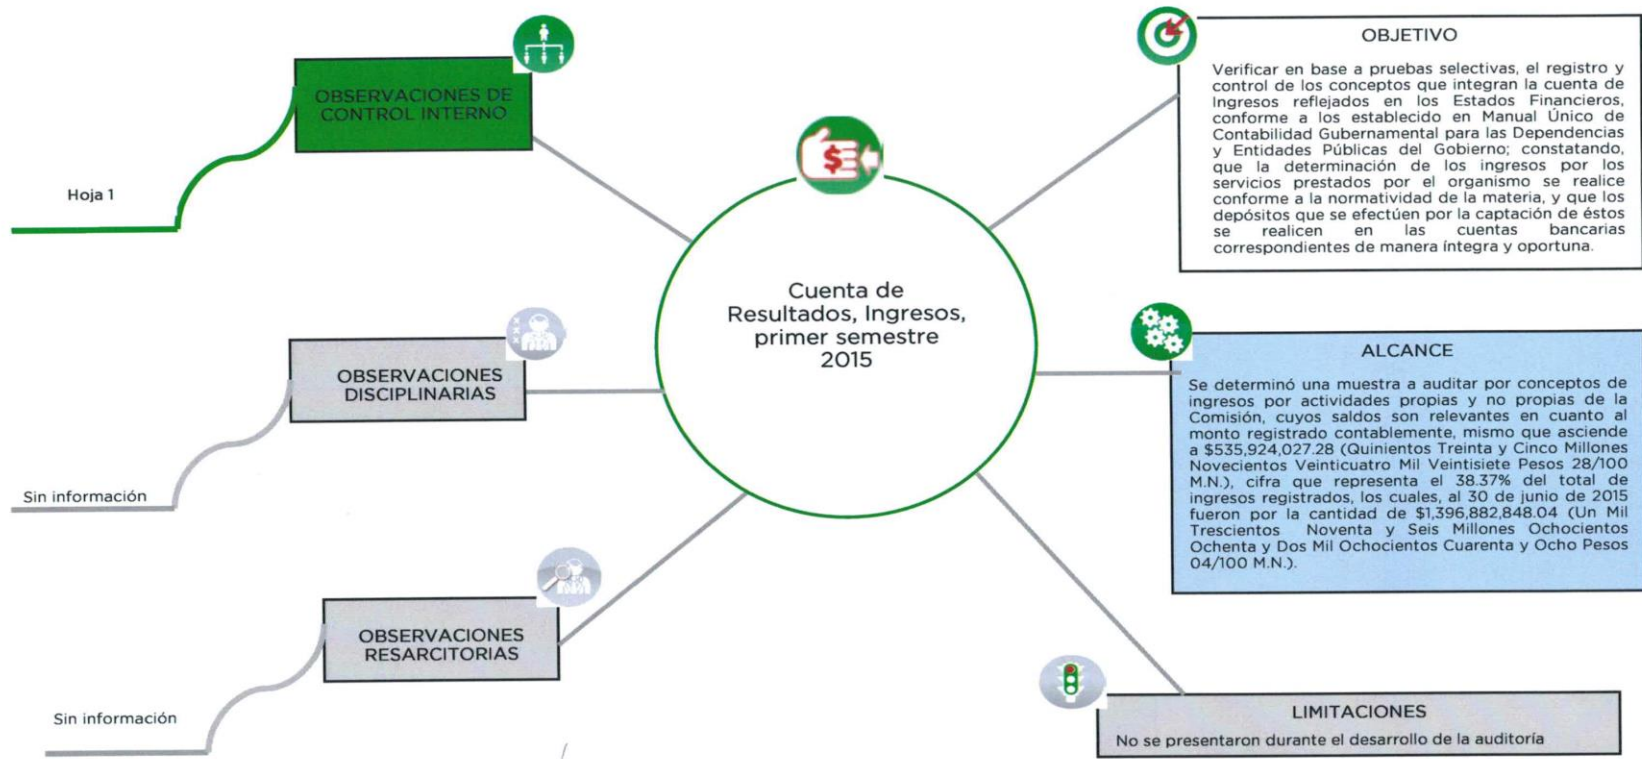 OBSERVACIONES DE
CONTROL INTERNO
Hoja 1
OBSERVACIONES
DISCIPLINARIAS
Sin información
OBSERVACIONES
RESARCITORIAS
Sin información
$
Cuenta de
Resultados, Ingresos,
primer semestre
2015
OBJETIVO
Verificar en base a pruebas selectivas, el registro y
control de los conceptos que integran la cuenta de
Ingresos reflejados en los Estados Financieros,
conforme a los establecido en Manual Único de
Contabilidad Gubernamental para las Dependencias
y Entidades Públicas del Gobierno; constatando,
que la determinación de los ingresos por los
servicios prestados por el organismo se realice
conforme a la normatividad de la materia, y que los
depósitos que se efectúen por la captación de éstos
se realicen en las cuentas bancarias
correspondientes de manera íntegra y oportuna.
ALCANCE
Se determinó una muestra a auditar por conceptos de
ingresos por actividades propias y no propias de la
Comisión, cuyos saldos son relevantes en cuanto al
monto registrado contablemente, mismo que asciende
a $535,924,027.28 (Quinientos Treinta y Cinco Millones
Novecientos Veinticuatro Mil Veintisiete Pesos 28/100
M.N.), cifra que representa el 38.37% del total de
ingresos registrados, los cuales, al 30 de junio de 2015
fueron por la cantidad de $1,396,882,848.04 (Un Mil
Trescientos Noventa y Seis Millones Ochocientos
Ochenta y Dos Mil Ochocientos Cuarenta y Ocho Pesos
04/100 M.N.).
LIMITACIONES
No se presentaron durante el desarrollo de la auditoría